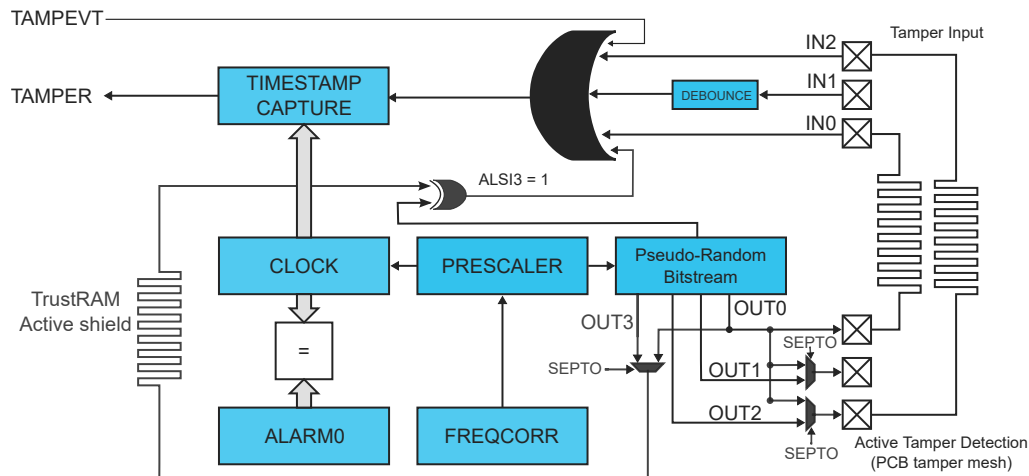 TAMPEVT
IN2
Tamper Input
TIMESTAMP
CAPTURE
TAMPER
DEBOUNCE
IN1
IN0
ALSI3 = 1
CLOCK
PRESCALER
Pseudo-Random
Bitstream
TrustRAM
Active shield
OUT3
OUT0
SEPTO
=
SEPTO
OUT1
OUT2
ALARM0
FREQCORR
SEPTO
Active Tamper Detection
(PCB tamper mesh)